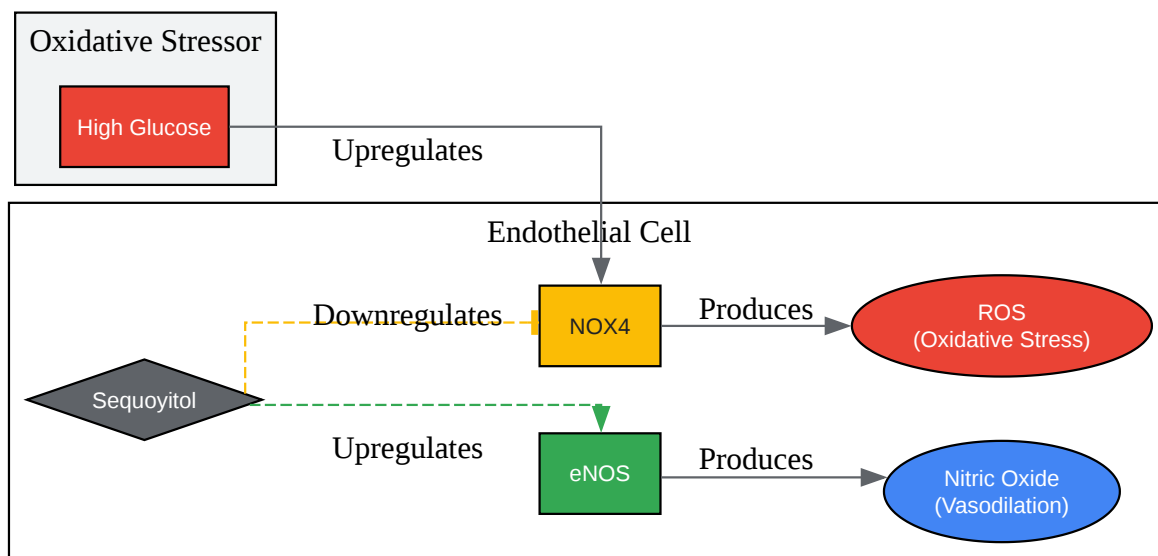 Oxidative Stressor
High Glucose
Upregulates
Endothelial Cell
Downregulates
NOX4
Produces
ROS
(Oxidative Stress)
Sequoyitol
Upregulates
eNOS
Produces
Nitric Oxide
(Vasodilation)